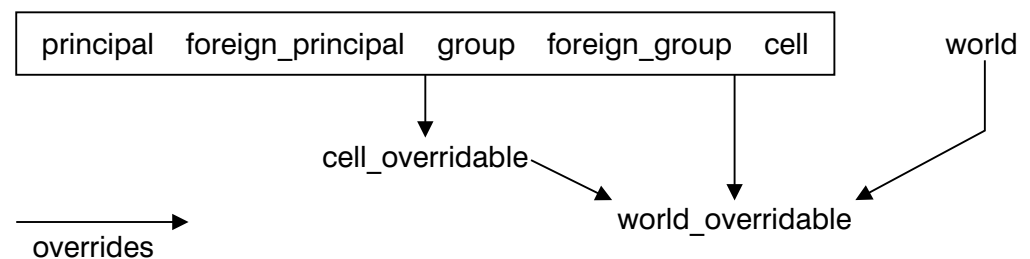 principal foreign_principal group foreign_group cell world
cell_overridable
world_overridable
overrides